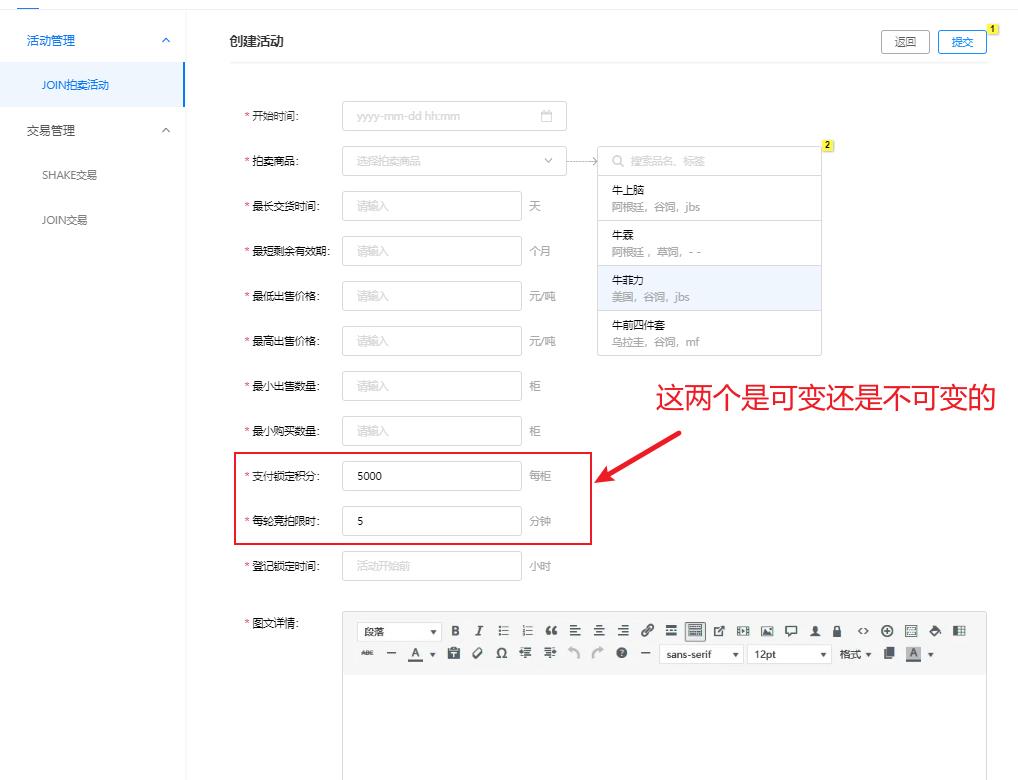 活动管理
JOIN拍卖活动
交易管理
SHAKE交易
JOIN交易
创建活动
返回
提交
1
* 开始时间:
yyyy-mm-dd hh:mm
* 拍卖商品:
选择拍卖商品
搜索品名、标签
2
牛上脑
阿根廷，谷饲，jbs
牛霖
阿根廷 ，草饲，- -
牛菲力
美国，谷饲，jbs
牛前四件套
乌拉圭，谷饲，mf
* 最长交货时间:
请输入
天
* 最短剩余有效期:
请输入
个月
* 最低出售价格:
请输入
元/吨
* 最高出售价格:
请输入
元/吨
* 最小出售数量:
请输入
柜
* 最小购买数量:
请输入
柜
这两个是可变还是不可变的
* 支付锁定积分:
5000
每柜
* 每轮竞拍限时:
5
分钟
* 登记锁定时间:
活动开始前
小时
* 图文详情:
段落
sans-serif
12pt
格式